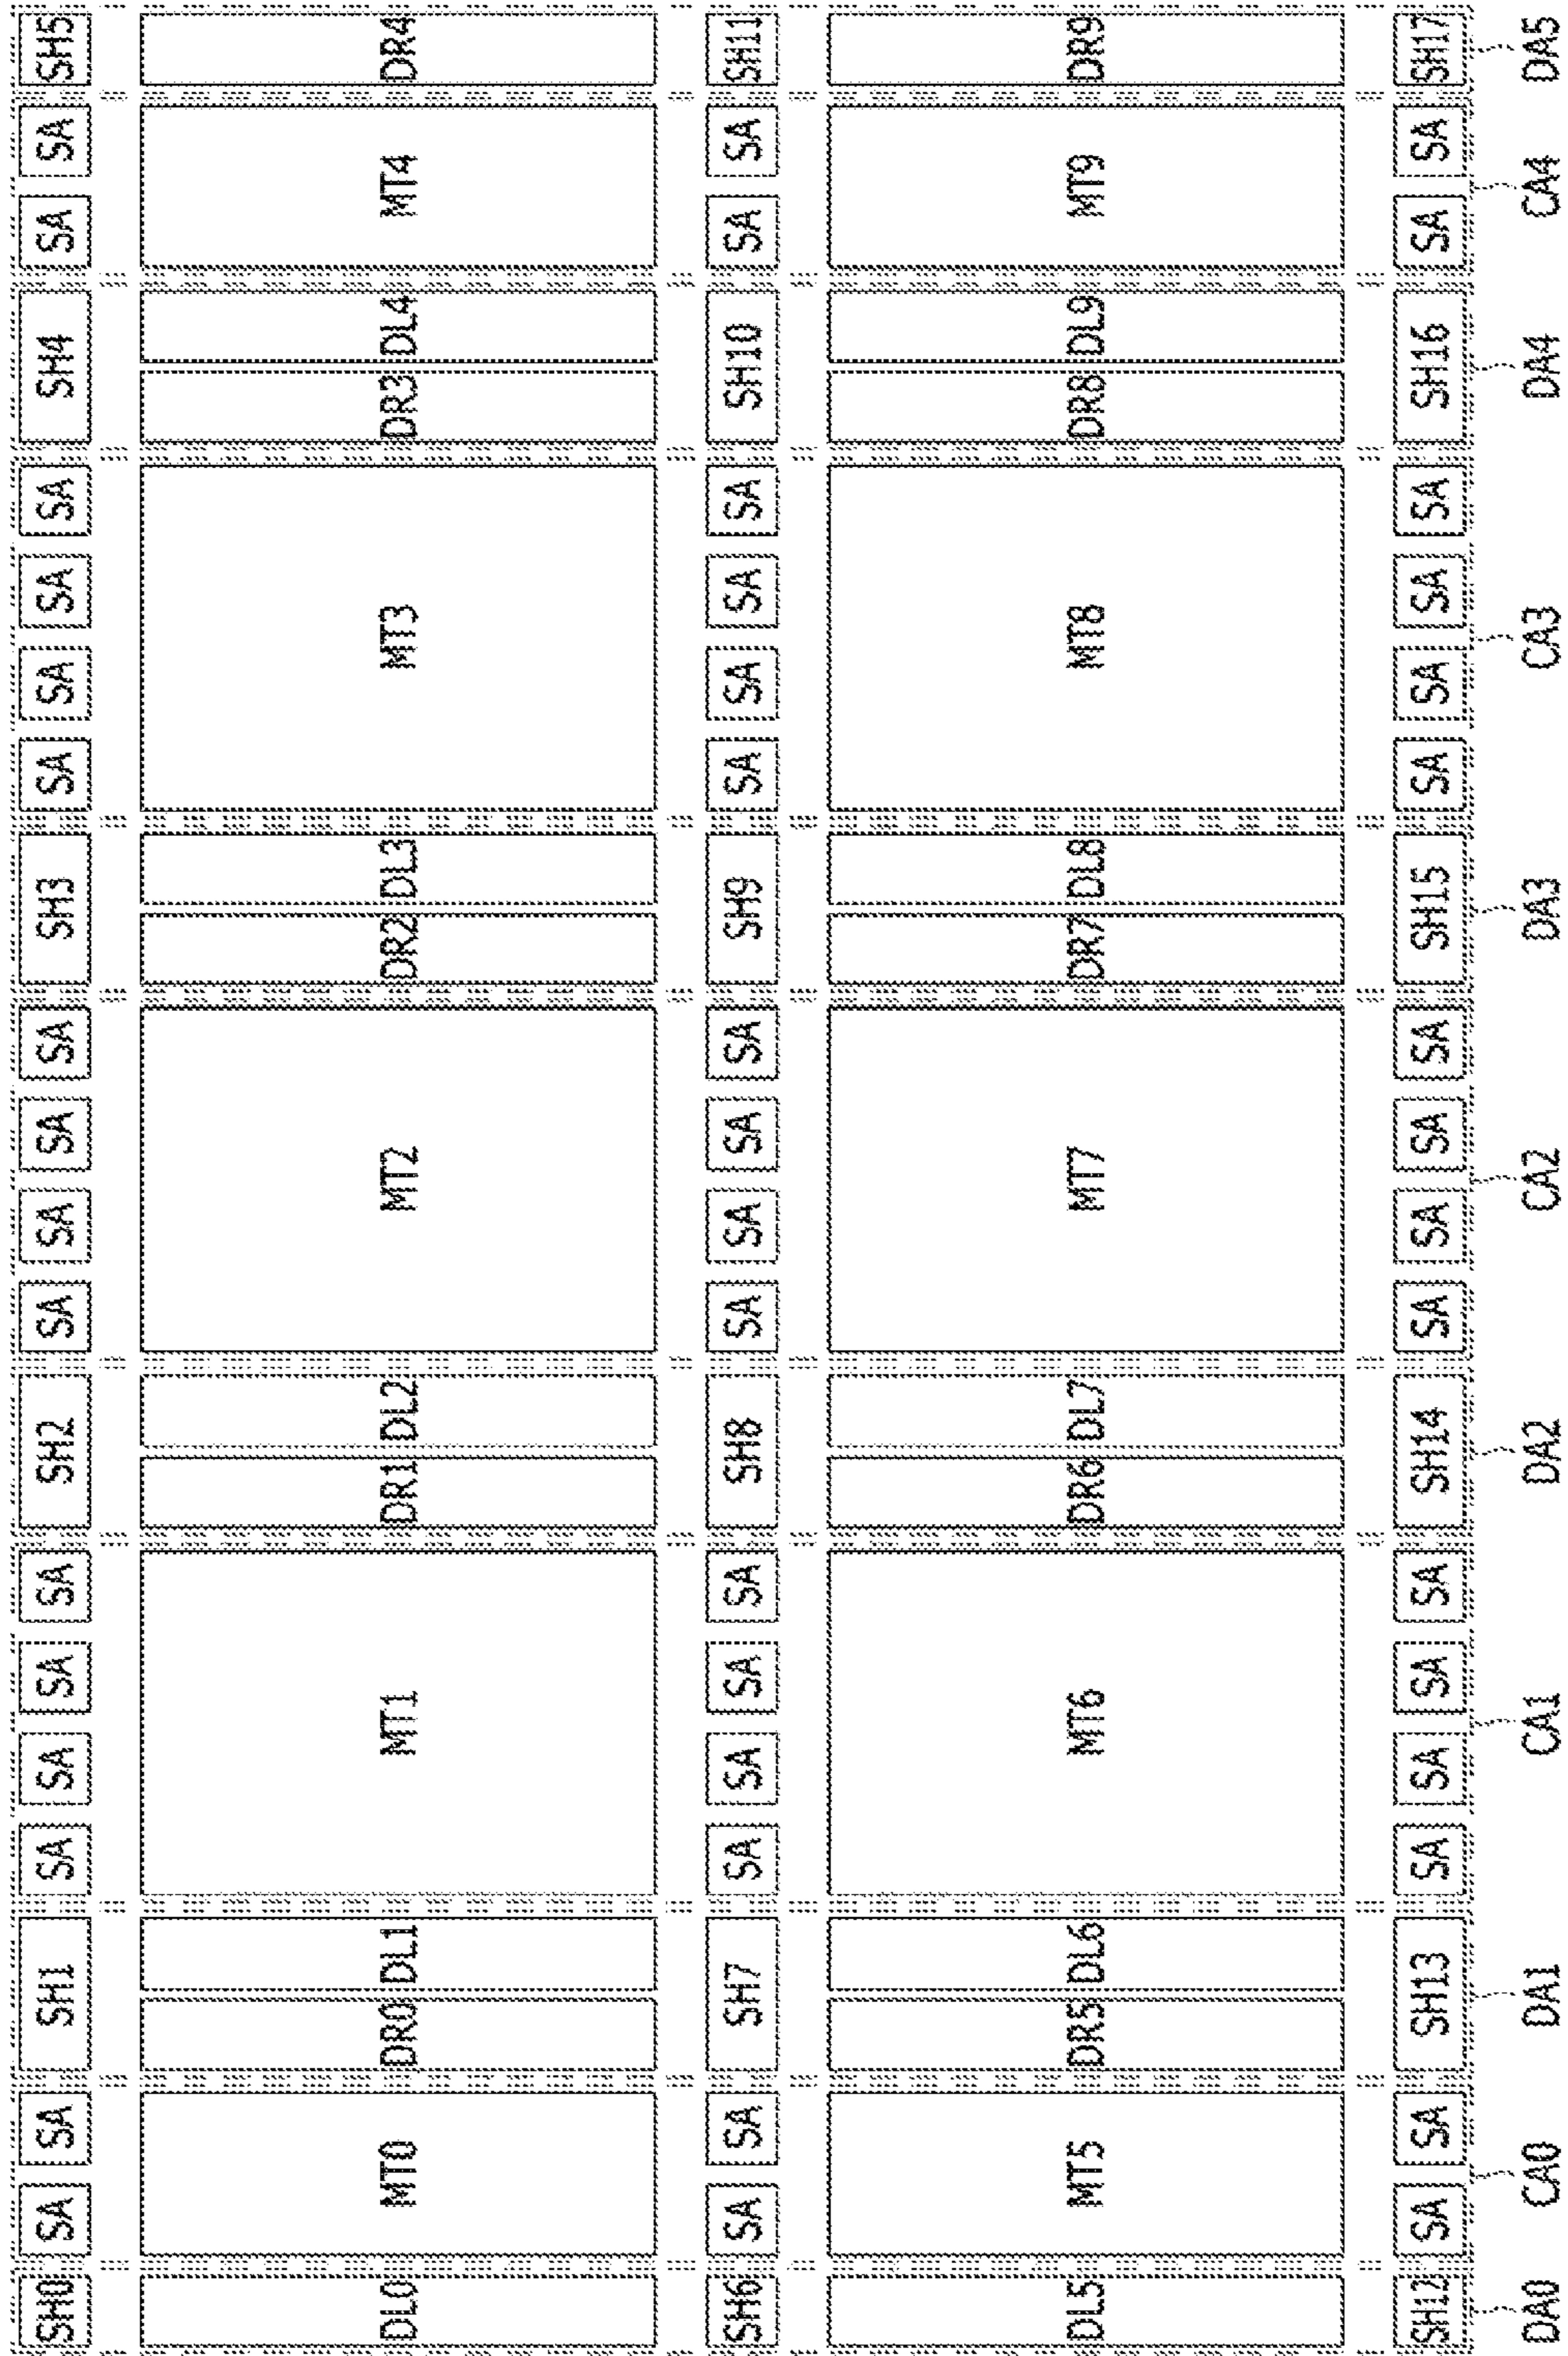 SH0 SA SA SH1 SA SA SA SA SH2 SA SA SA SA SH3 SA SA SA SA SH4 SA SA SH5
DL0 MT0 DR0 DL1 MT1 DR1 DL2 MT2 DR2 DL3 MT3 DR3 DL4 MT4 DR4
SH6 SA SA SH7 SA SA SA SA SH8 SA SA SA SA SH9 SA SA SA SA SH10 SA SA SH11
DL5 MT5 DR5 DL6 MT6 DR6 DL7 MT7 DR7 DL8 MT8 DR8 DL9 MT9 DR9
SH12 SA SA SH13 SA SA SA SA SH14 SA SA SA SA SH15 SA SA SA SA SH16 SA SA SH17
DA0 CA0 DA1 CA1 DA2 CA2 DA3 CA3 DA4 CA4 DA5